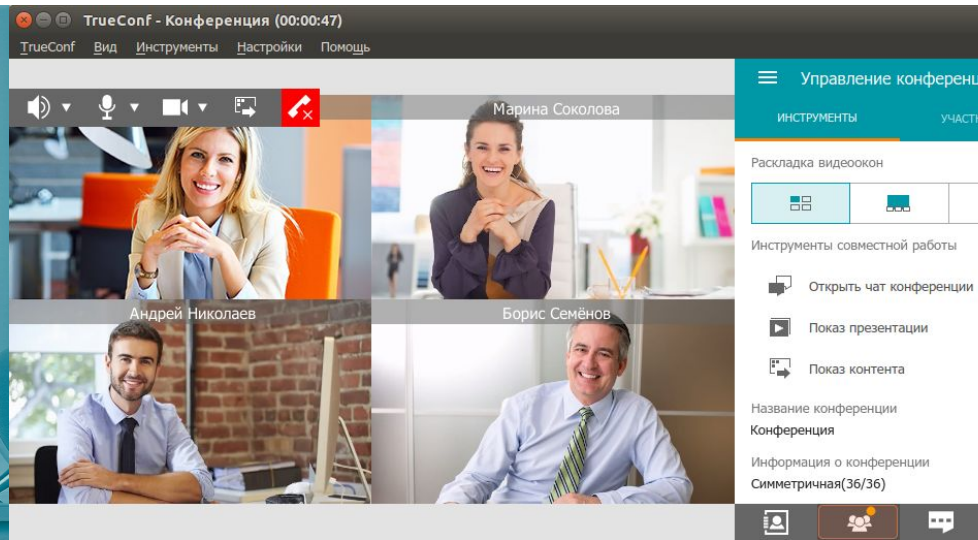 TrueConf - Конференция (00:00:47)
TrueConf Вид Инструменты Настройки Помощь
Управление конференц
ИНСТРУМЕНТЫ УЧАСТН
Марина Соколова
Раскладка видеоокон
Инструменты совместной работы
Открыть чат конференции
Андрей Николаев
Борис Семёнов
Показ презентации
Показ контента
Название конференции
Конференция
Информация о конференции
Симметричная(36/36)